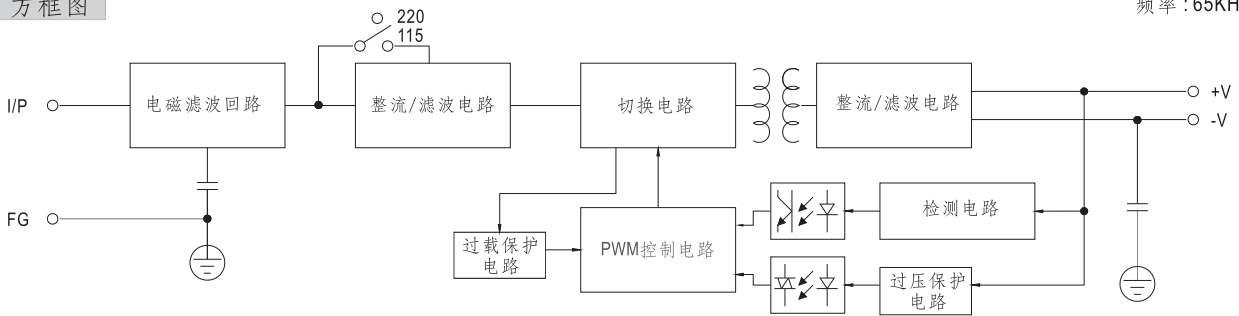 方框图
频率:65KH
220
115
I/P
电磁滤波回路
整流/滤波电路
切换电路
整流/滤波电路
+V
-V
FG
过载保护
电路
PWM控制电路
检测电路
过压保护
电路